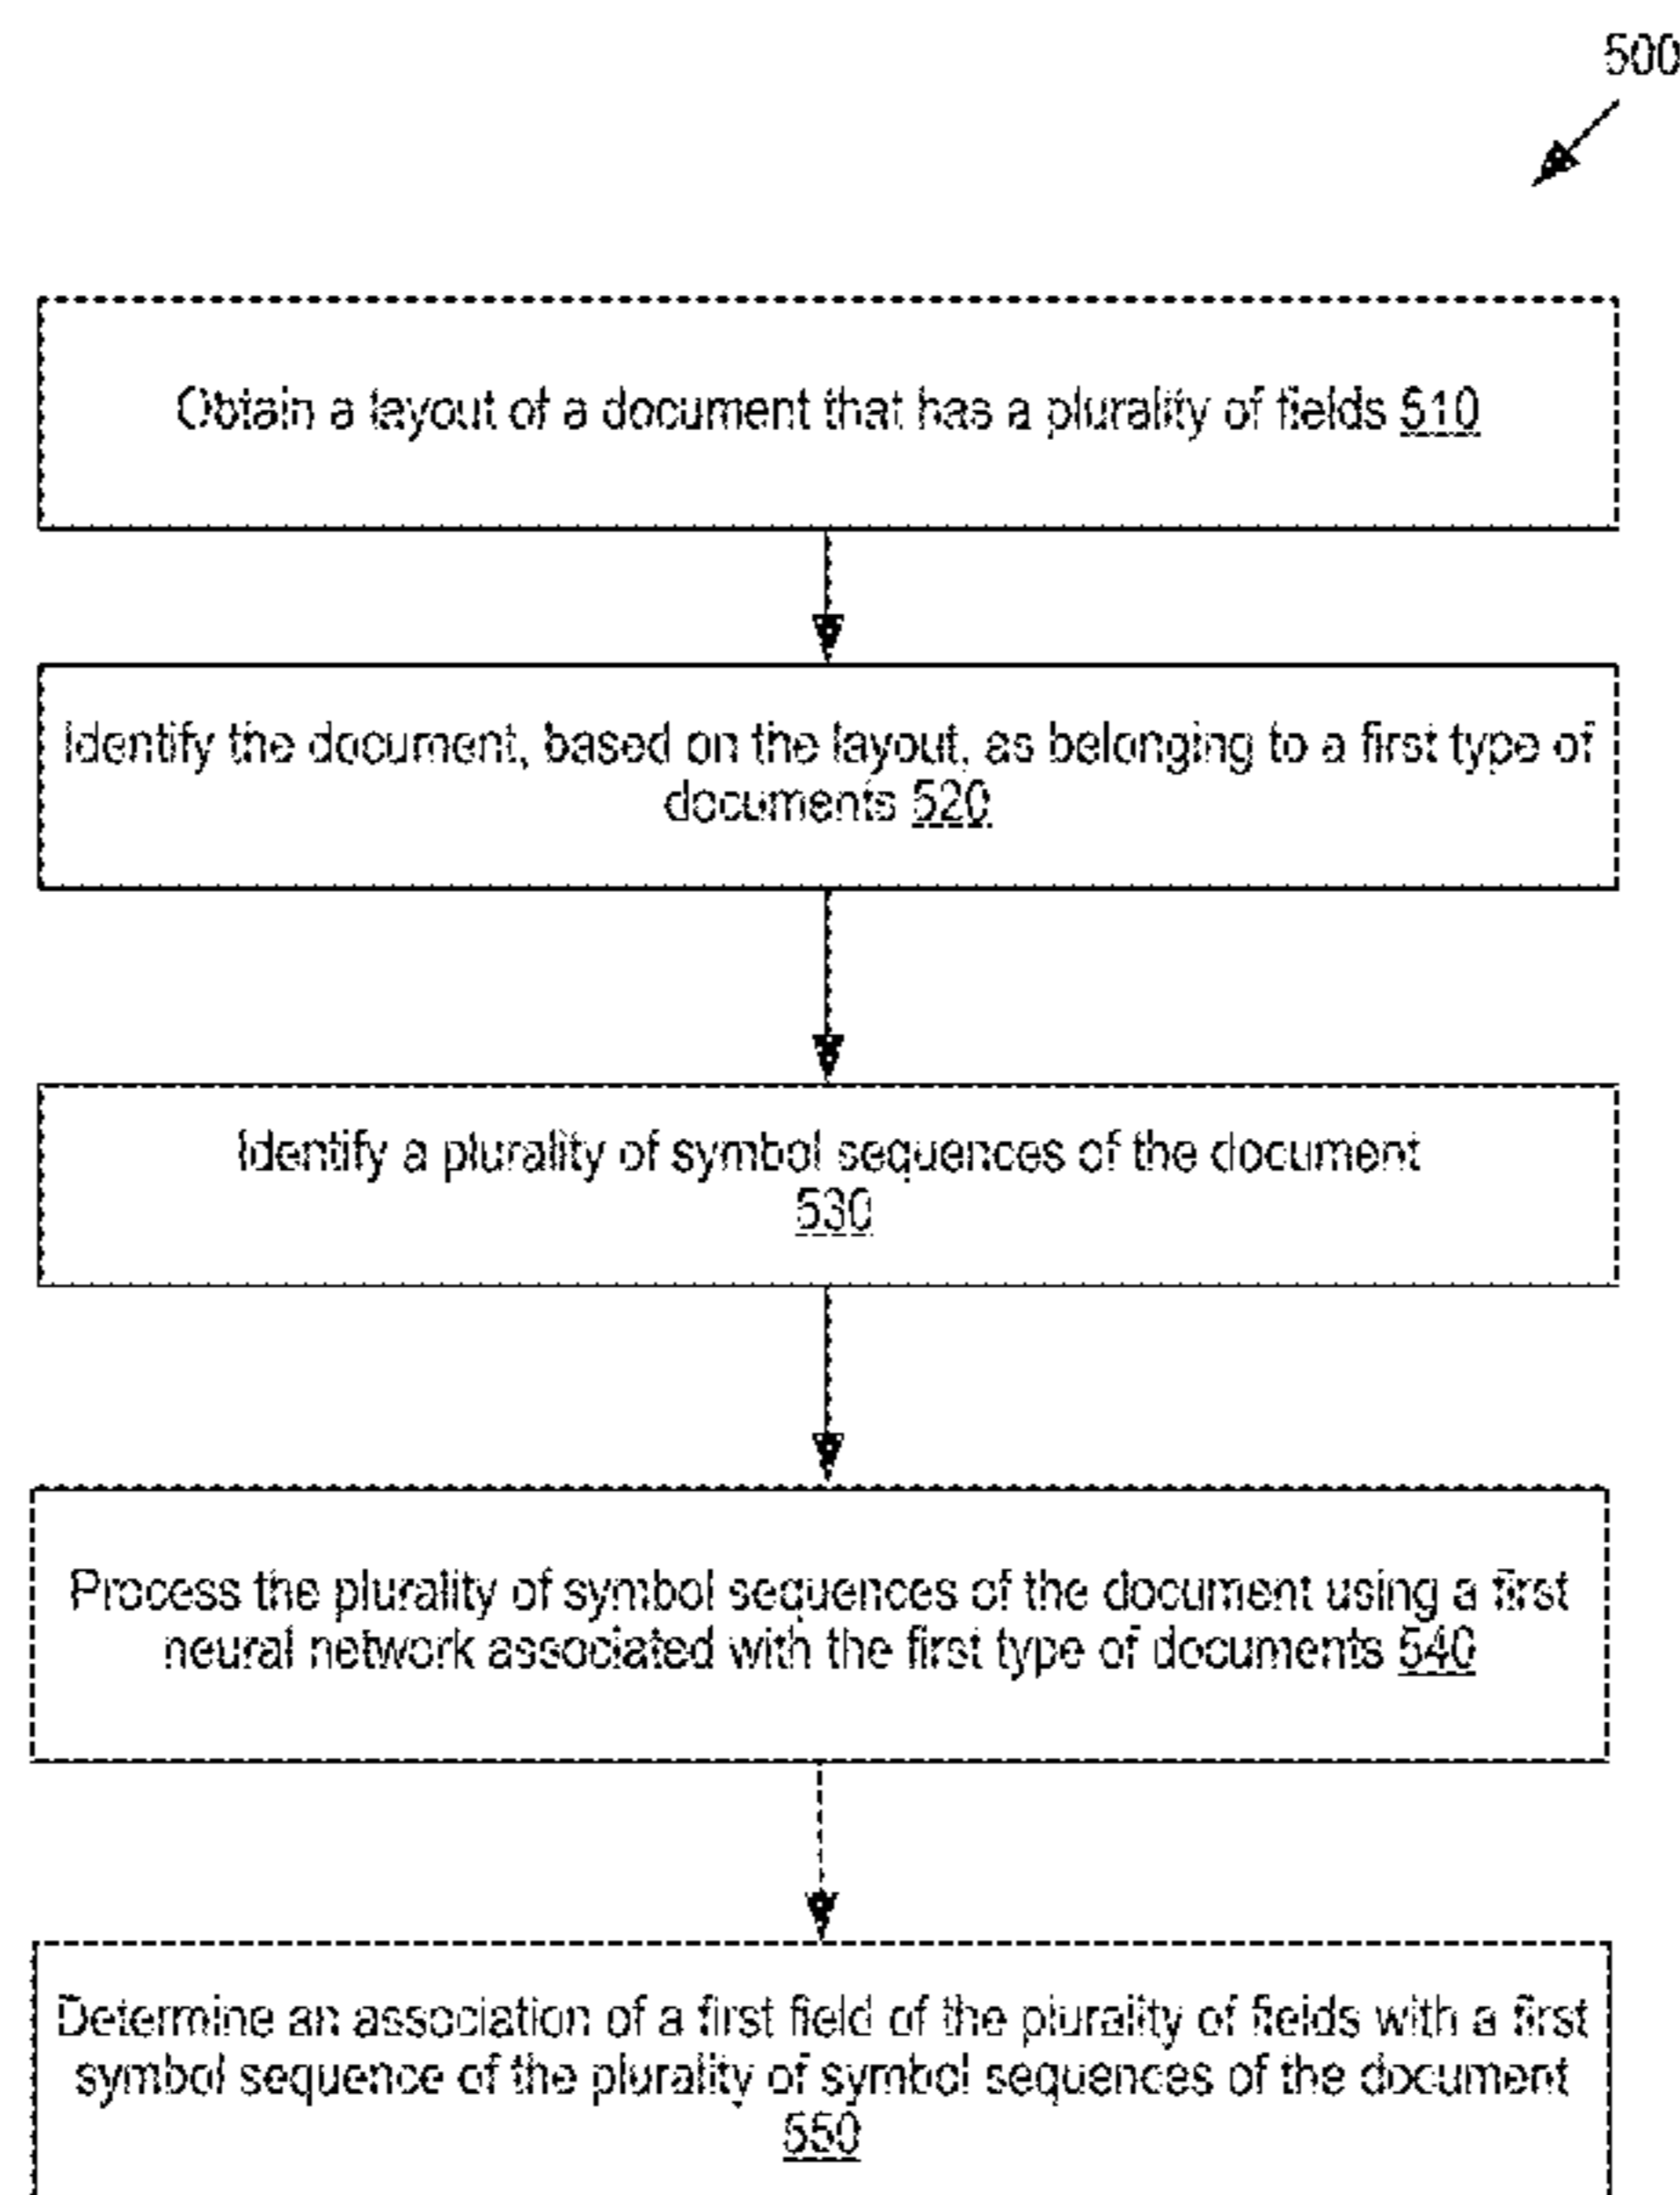 500
Obtain a layout of a document that has a plurality of fields 510
Identify the document, based on the layout, as belonging to a first type of
documents 520
Identify a plurality of symbol sequences of the document
530
Process the plurality of symbol sequences of the document using a first
neural network associated with the first type of documents 540
Determine an association of a first field of the plurality of fields with a first
symbol sequence of the plurality of symbol sequences of the document
550